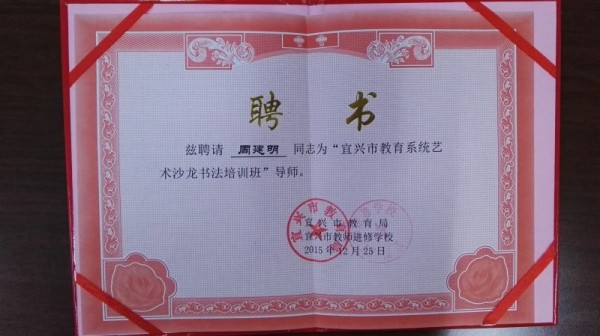 聘 书
兹聘请 周建明 同志为“宜兴市教育系统艺
术沙龙书法培训班”导师。
宜兴市教育局
宜兴市教师进修学校
2015年12月25日